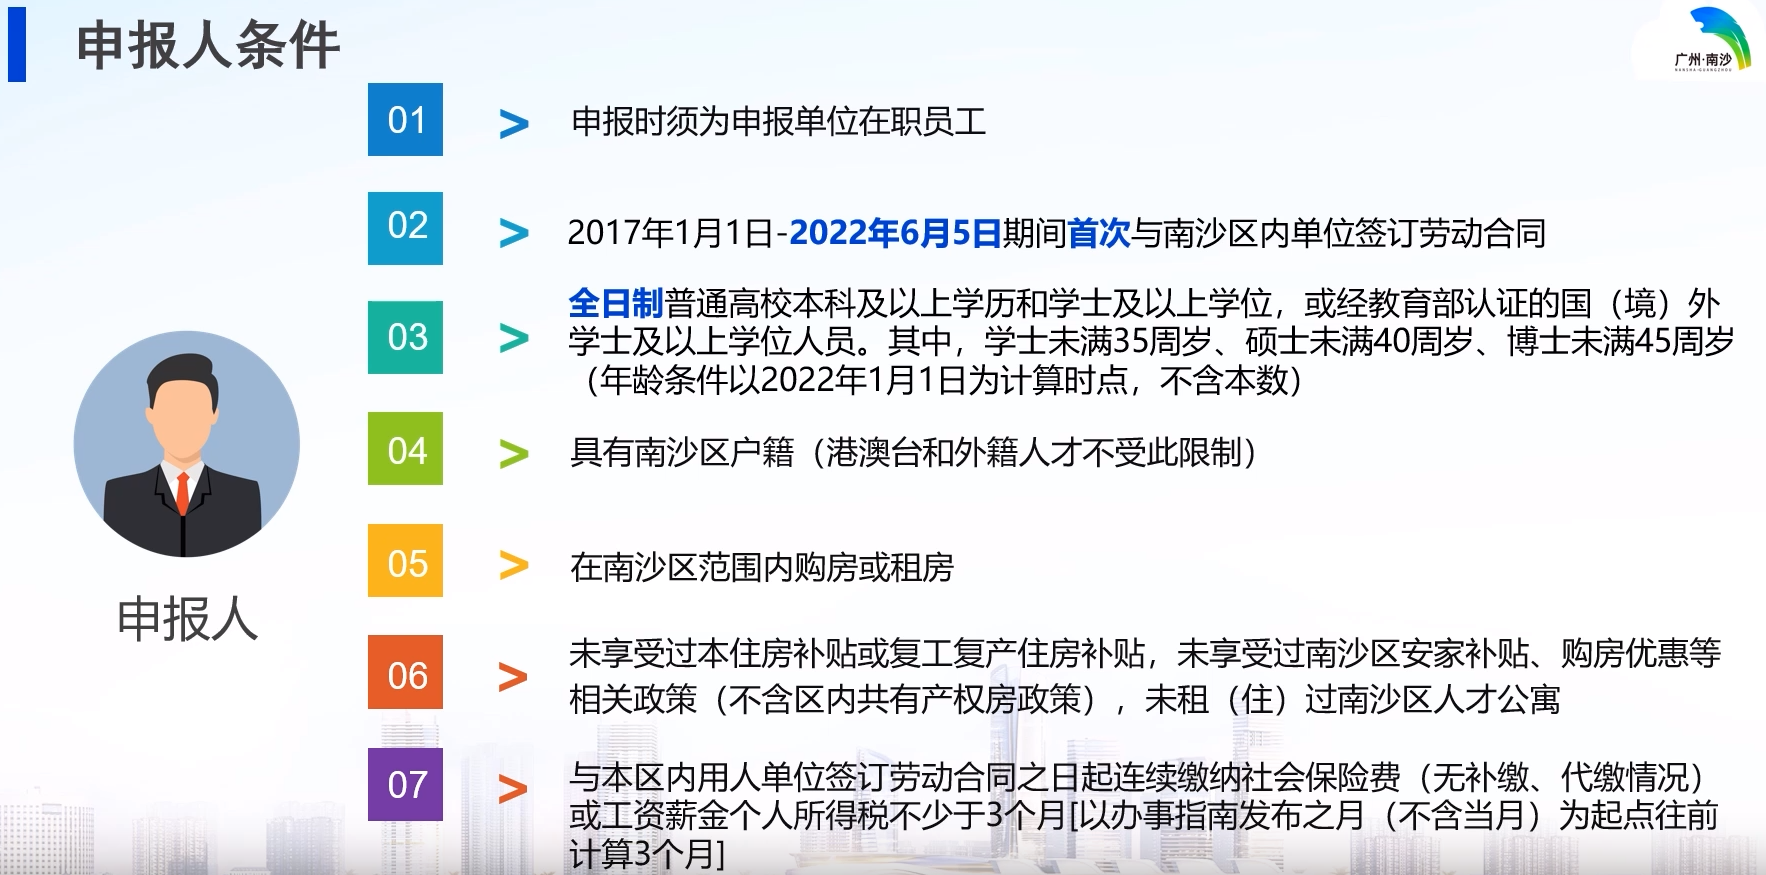 申报人条件
广州·南沙
NANSHA·GUANGZHOU
01
>
申报时须为申报单位在职员工
02
>
2017年1月1日-2022年6月5日期间首次与南沙区内单位签订劳动合同
03
>
全日制普通高校本科及以上学历和学士及以上学位，或经教育部认证的国（境）外
学士及以上学位人员。其中，学士未满35周岁、硕士未满40周岁、博士未满45周岁
（年龄条件以2022年1月1日为计算时点，不含本数）
04
>
具有南沙区户籍（港澳台和外籍人才不受此限制）
05
>
在南沙区范围内购房或租房
申报人
06
>
未享受过本住房补贴或复工复产住房补贴，未享受过南沙区安家补贴、购房优惠等
相关政策（不含区内共有产权房政策），未租（住）过南沙区人才公寓
07
>
与本区内用人单位签订劳动合同之日起连续缴纳社会保险费（无补缴、代缴情况）
或工资薪金个人所得税不少于3个月[以办事指南发布之月（不含当月）为起点往前
计算3个月]